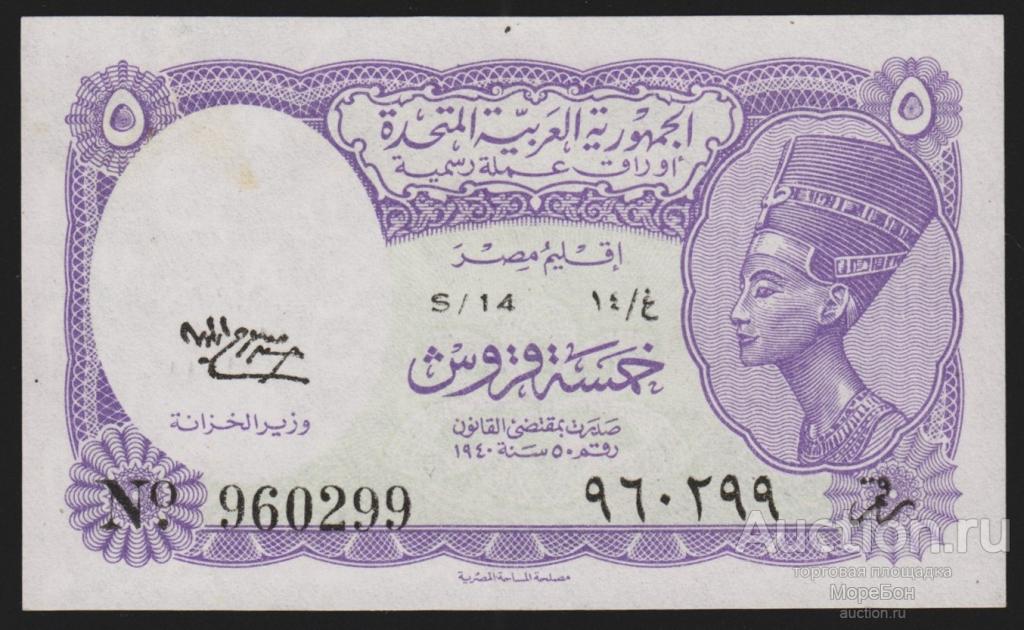 ٥
٥
الجمهورية العربية المتحدة
أوراق عملة رسمية
إقليم مصر
S/14
غ/١٤
خمسة قروش
صدرت بمقتضى القانون
رقم ٥٠ سنة ١٩٤٠
وزير الخزانة
Nº 960299
رقم ٩٦٠٢٩٩
مصلحة المساحة المصرية
Auction.ru
торговая площадка
МореБон
auction.ru